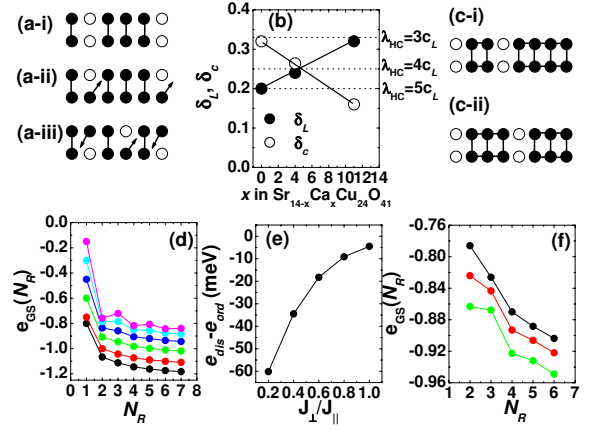 (a-i)
(a-ii)
(a-iii)
(b)
δL, δc
0.4
0.3
0.2
0.1
0.0
λHC=3cL
λHC=4cL
λHC=5cL
δL
δc
0 2 4 6 8 10 12 14
x in Sr14-xCaxCu24O41
(c-i)
(c-ii)
(d)
eGS(NR)
0.0
-0.2
-0.4
-0.6
-0.8
-1.0
-1.2
0 1 2 3 4 5 6 7 8
NR
(e)
edis-eord (meV)
0
-10
-20
-30
-40
-50
-60
0.2 0.4 0.6 0.8 1.0
J⊥/J||
(f)
eGS(NR)
-0.76
-0.80
-0.84
-0.88
-0.92
-0.96
1 2 3 4 5 6 7
NR